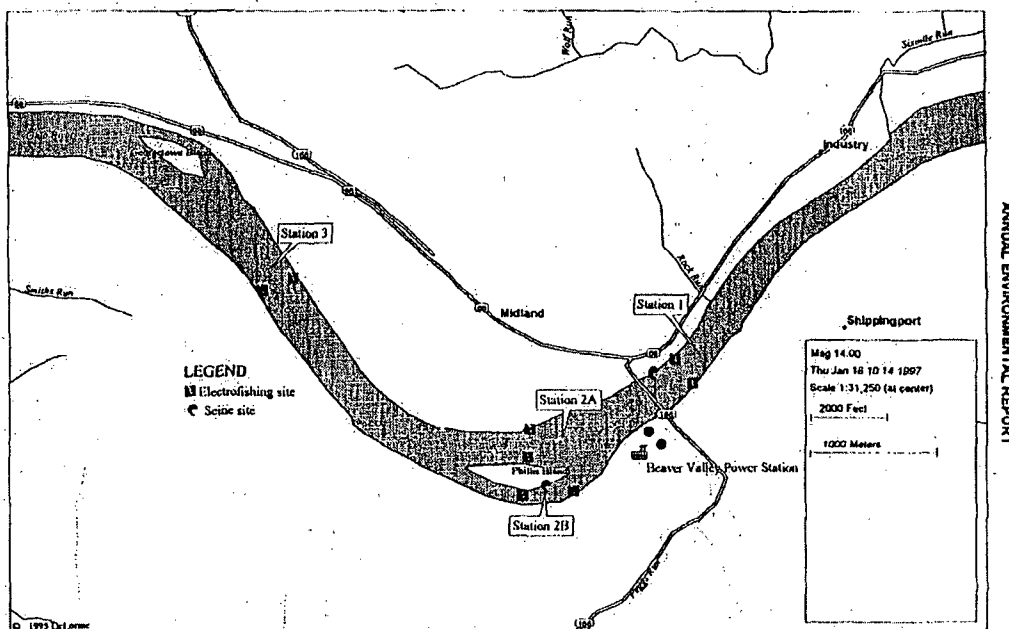 Wolf Run
Sixmile Run
Industry
Station 3
Smiths Run
Midland
Rock Run
Station 1
Shippingport
LEGEND
Electrofishing site
Seine site
Station 2A
Phillis Island
Beaver Valley Power Station
Station 2B
Peggs Run
Mag 14.00
Thu Jan 16 10:14 1997
Scale 1:31,250 (at center)
2000 Feet
1000 Meters
© 1995 DeLorme
ANNUAL ENVIRONMENTAL REPORT